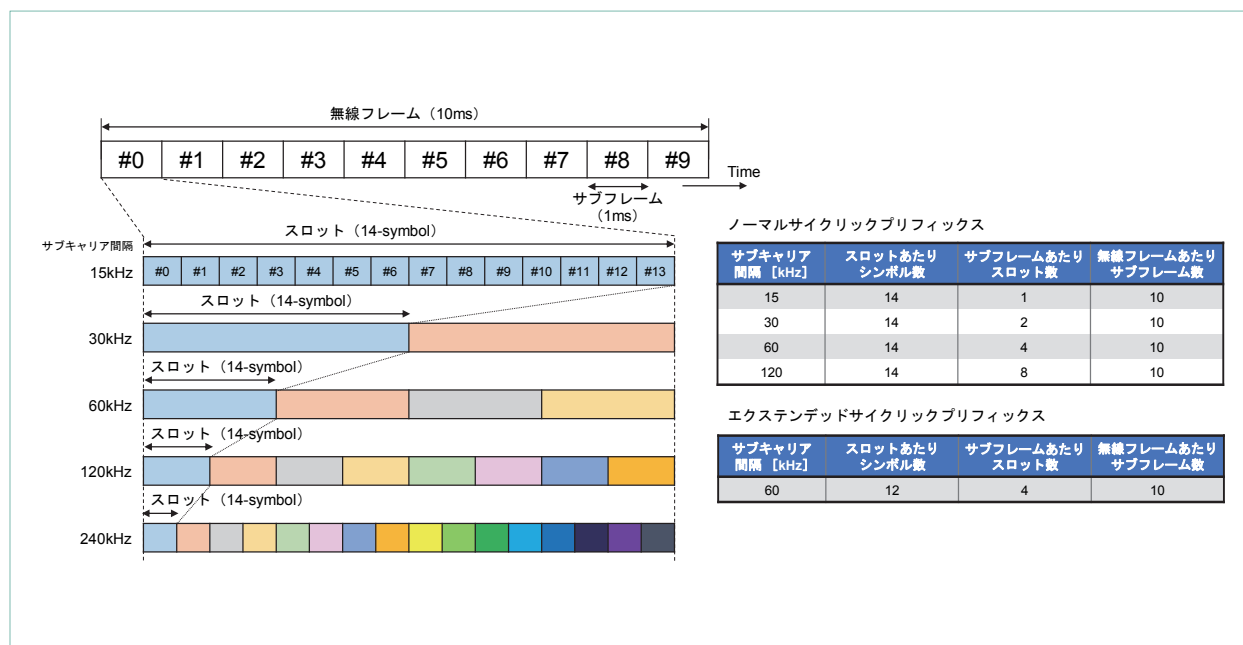 無線フレーム（10ms）
#0 #1 #2 #3 #4 #5 #6 #7 #8 #9
Time
サブフレーム
（1ms）
サブキャリア間隔
スロット（14-symbol）
15kHz
#0 #1 #2 #3 #4 #5 #6 #7 #8 #9 #10 #11 #12 #13
スロット（14-symbol）
30kHz
スロット（14-symbol）
60kHz
スロット（14-symbol）
120kHz
スロット（14-symbol）
240kHz
ノーマルサイクリックプリフィックス
サブキャリア スロットあたり サブフレームあたり 無線フレームあたり
間隔 ［kHz］ シンボル数 スロット数 サブフレーム数
15 14 1 10
30 14 2 10
60 14 4 10
120 14 8 10
エクステンデッドサイクリックプリフィックス
サブキャリア スロットあたり サブフレームあたり 無線フレームあたり
間隔 ［kHz］ シンボル数 スロット数 サブフレーム数
60 12 4 10